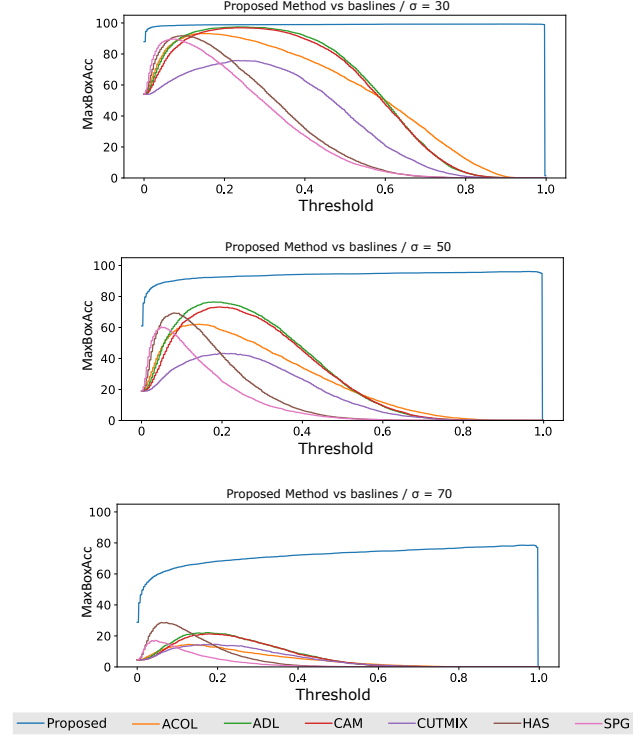 Proposed Method vs baslines / σ = 30
100
80
60
40
20
0
MaxBoxAcc
0 0.2 0.4 0.6 0.8 1.0
Threshold
Proposed Method vs baslines / σ = 50
100
80
60
40
20
0
MaxBoxAcc
0 0.2 0.4 0.6 0.8 1.0
Threshold
Proposed Method vs baslines / σ = 70
100
80
60
40
20
0
MaxBoxAcc
0 0.2 0.4 0.6 0.8 1.0
Threshold
Proposed ACOL ADL CAM CUTMIX HAS SPG